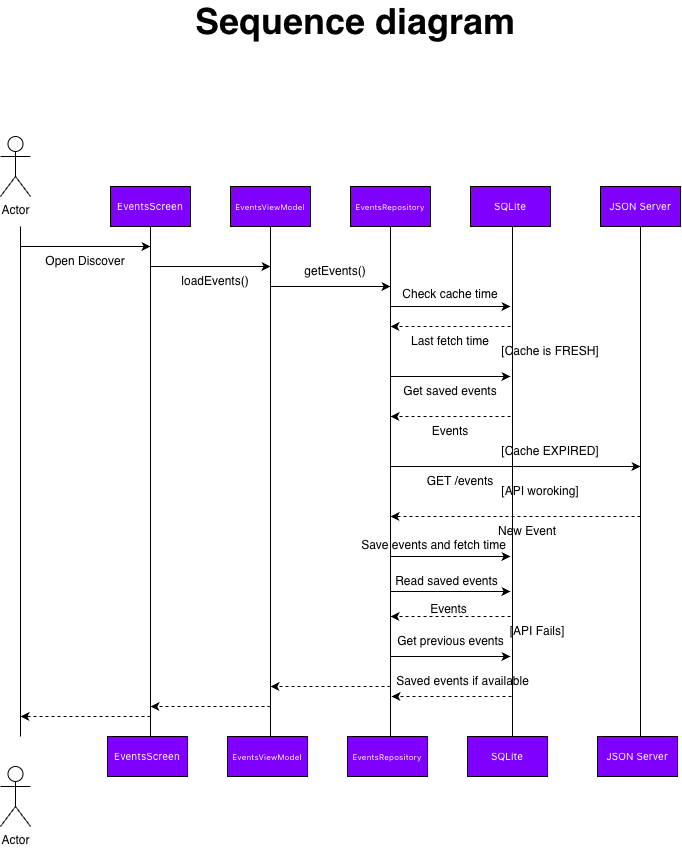 Sequence diagram
Actor
EventsScreen
EventsViewModel
EventsRepository
SQLite
JSON Server
Open Discover
loadEvents()
getEvents()
Check cache time
Last fetch time
[Cache is FRESH]
Get saved events
Events
[Cache EXPIRED]
GET /events
[API woroking]
New Event
Save events and fetch time
Read saved events
Events
[API Fails]
Get previous events
Saved events if available
EventsScreen
EventsViewModel
EventsRepository
SQLite
JSON Server
Actor